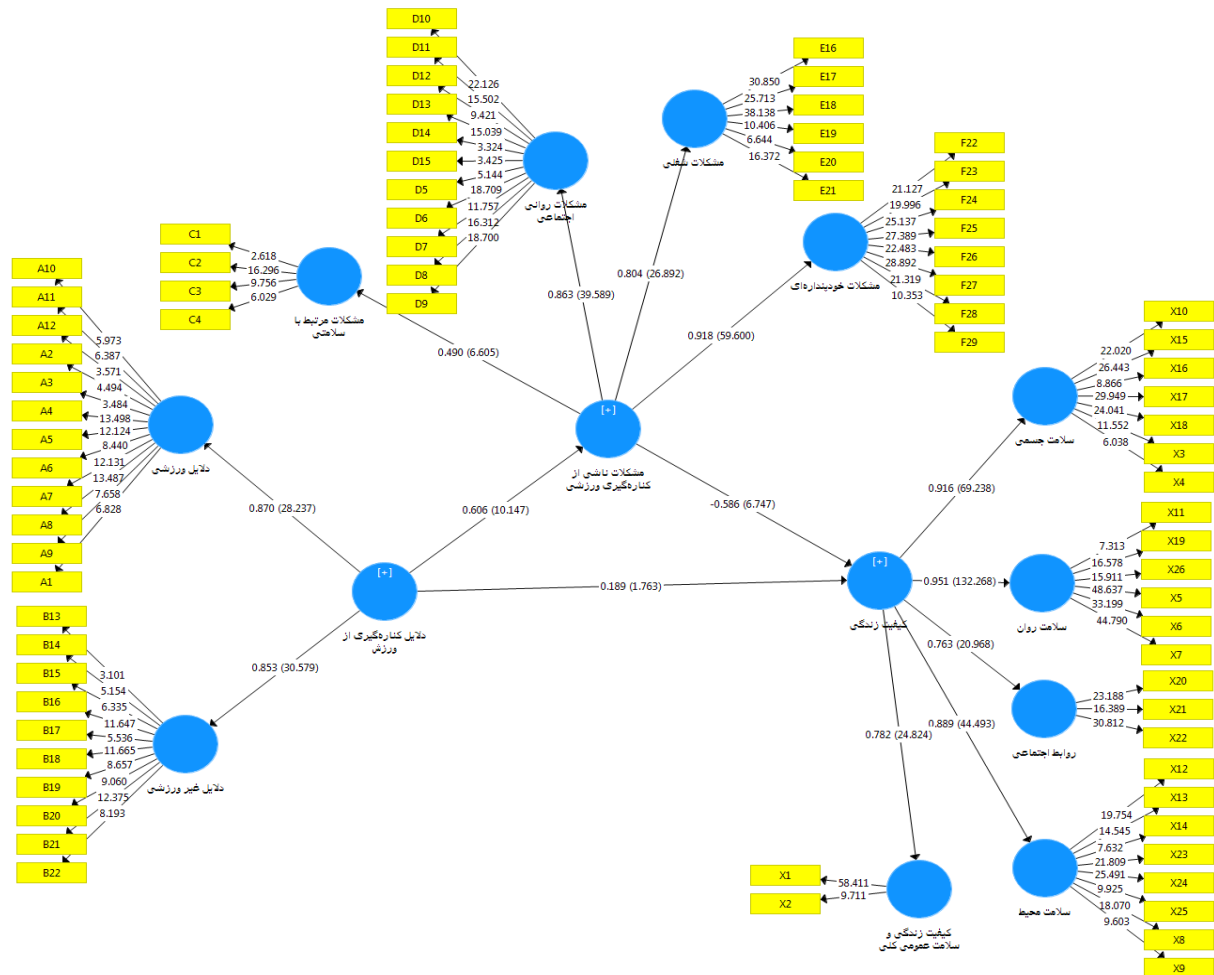 D10
D11
D12
D13
D14
D15
D5
D6
D7
D8
D9
22.126
15.502
9.421
15.039
3.324
3.425
5.144
18.709
11.757
16.312
18.700
مشکلات روانی
اجتماعی
E16
E17
E18
E19
E20
E21
30.850
25.713
38.138
10.406
6.644
16.372
مشکلات شغلی
F22
F23
F24
F25
F26
F27
F28
F29
21.127
19.996
25.137
27.389
22.483
28.892
21.319
10.353
مشکلات خودپنداره‌ای
C1
C2
C3
C4
2.618
16.296
9.756
6.029
مشکلات مرتبط با
سلامتی
0.863 (39.589)
0.804 (26.892)
0.918 (59.600)
0.490 (6.605)
A10
A11
A12
A2
A3
A4
A5
A6
A7
A8
A9
A1
5.973
6.387
3.571
4.494
3.484
13.498
12.124
8.440
12.131
13.487
7.658
6.828
دلایل ورزشی
[+]
مشکلات ناشی از
کناره‌گیری ورزشی
0.870 (28.237)
0.606 (10.147)
-0.586 (6.747)
0.189 (1.763)
0.853 (30.579)
[+]
دلایل کناره‌گیری از
ورزش
B13
B14
B15
B16
B17
B18
B19
B20
B21
B22
3.101
5.154
6.335
11.647
5.536
11.665
8.657
9.060
12.375
8.193
دلایل غیر ورزشی
[+]
کیفیت زندگی
0.916 (69.238)
0.951 (132.268)
0.763 (20.968)
0.889 (44.493)
0.782 (24.824)
X10
X15
X16
X17
X18
X3
X4
22.020
26.443
8.866
29.949
24.041
11.552
6.038
سلامت جسمی
X11
X19
X26
X5
X6
X7
7.313
16.578
15.911
48.637
33.199
44.790
سلامت روان
X20
X21
X22
23.188
16.389
30.812
روابط اجتماعی
X12
X13
X14
X23
X24
X25
X8
X9
19.754
14.545
7.632
21.809
25.491
9.925
18.070
9.603
سلامت محیط
X1
X2
58.411
9.711
کیفیت زندگی و
سلامت عمومی کلی